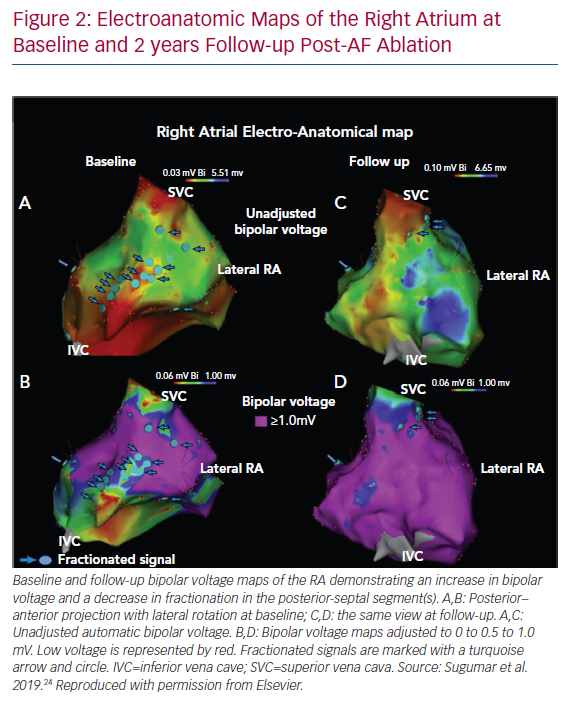 Figure 2: Electroanatomic Maps of the Right Atrium at
Baseline and 2 years Follow-up Post-AF Ablation
Right Atrial Electro-Anatomical map
Baseline
Follow up
0.03 mV Bi 5.51 mv
0.10 mV Bi 6.65 mv
A
SVC
Unadjusted
bipolar voltage
C
SVC
Lateral RA
Lateral RA
IVC
IVC
B
0.06 mV Bi 1.00 mv
SVC
Bipolar voltage
≥1.0mV
D
SVC
0.06 mV Bi 1.00 mv
Lateral RA
Lateral RA
IVC
IVC
Fractionated signal
Baseline and follow-up bipolar voltage maps of the RA demonstrating an increase in bipolar
voltage and a decrease in fractionation in the posterior-septal segment(s). A,B: Posterior–
anterior projection with lateral rotation at baseline; C,D: the same view at follow-up. A,C:
Unadjusted automatic bipolar voltage. B,D: Bipolar voltage maps adjusted to 0 to 0.5 to 1.0
mV. Low voltage is represented by red. Fractionated signals are marked with a turquoise
arrow and circle. IVC=inferior vena cave; SVC=superior vena cava. Source: Sugumar et al.
2019.24 Reproduced with permission from Elsevier.